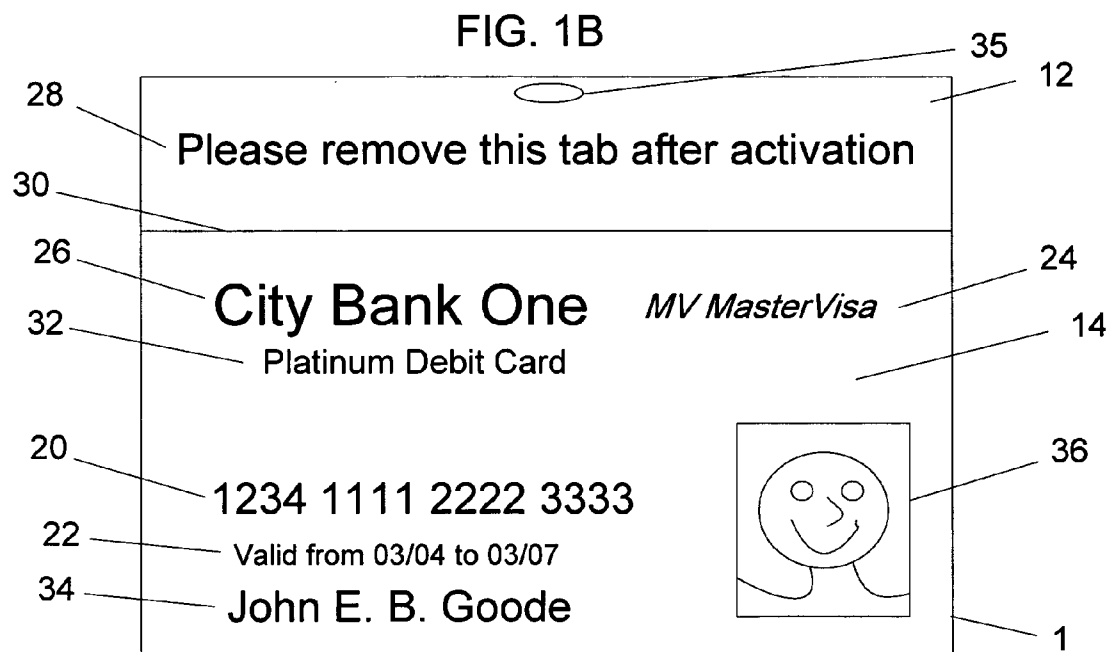 FIG. 1B
35
12
28
Please remove this tab after activation
30
26
City Bank One
MV MasterVisa
24
32
Platinum Debit Card
14
20
1234 1111 2222 3333
36
22
Valid from 03/04 to 03/07
34
John E. B. Goode
1